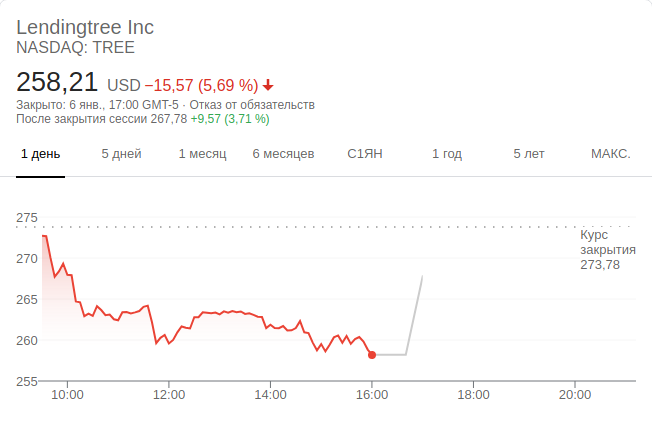 Lendingtree Inc
NASDAQ: TREE
258,21 USD −15,57 (5,69 %)
Закрыто: 6 янв., 17:00 GMT-5 · Отказ от обязательств
После закрытия сессии 267,78 +9,57 (3,71 %)
1 день 5 дней 1 месяц 6 месяцев С1ЯН 1 год 5 лет МАКС.
275
Курс
закрытия
273,78
270
265
260
255
10:00 12:00 14:00 16:00 18:00 20:00